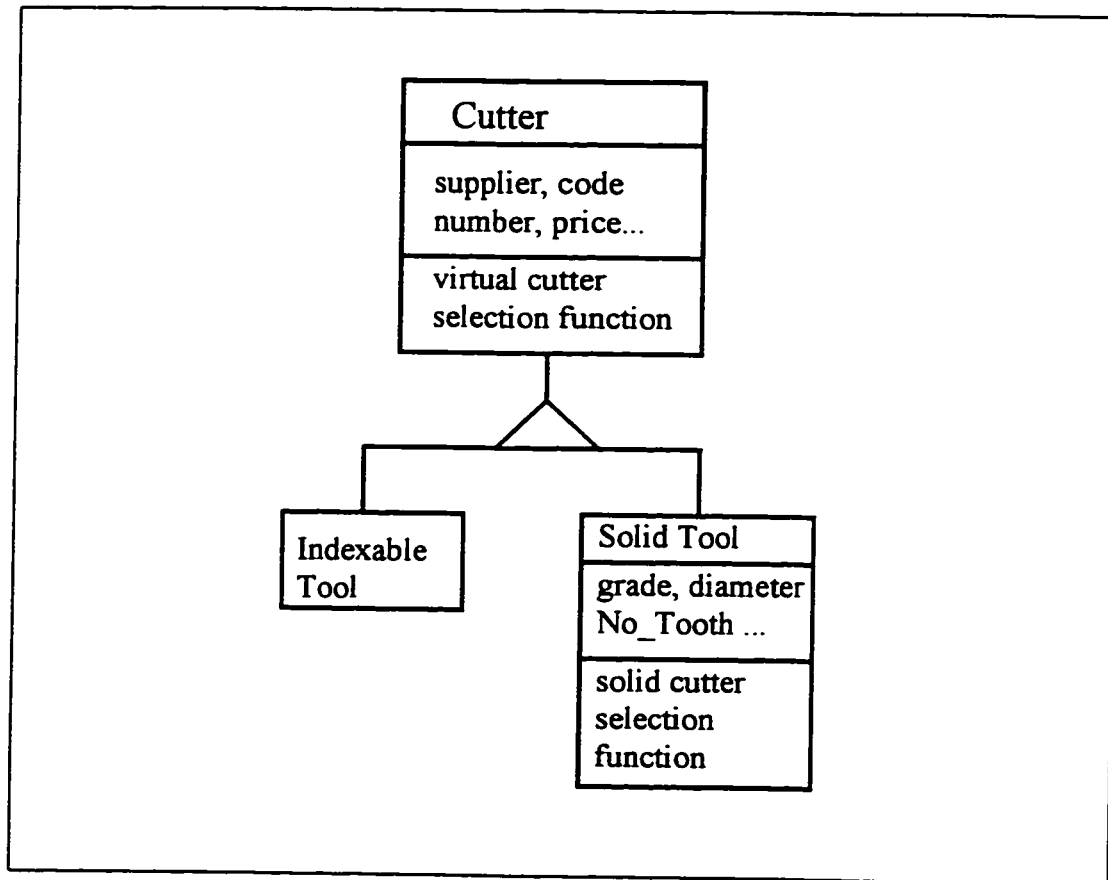 Cutter
supplier, code
number, price...
virtual cutter
selection function
Indexable
Tool
Solid Tool
grade, diameter
No_Tooth ...
solid cutter
selection
function